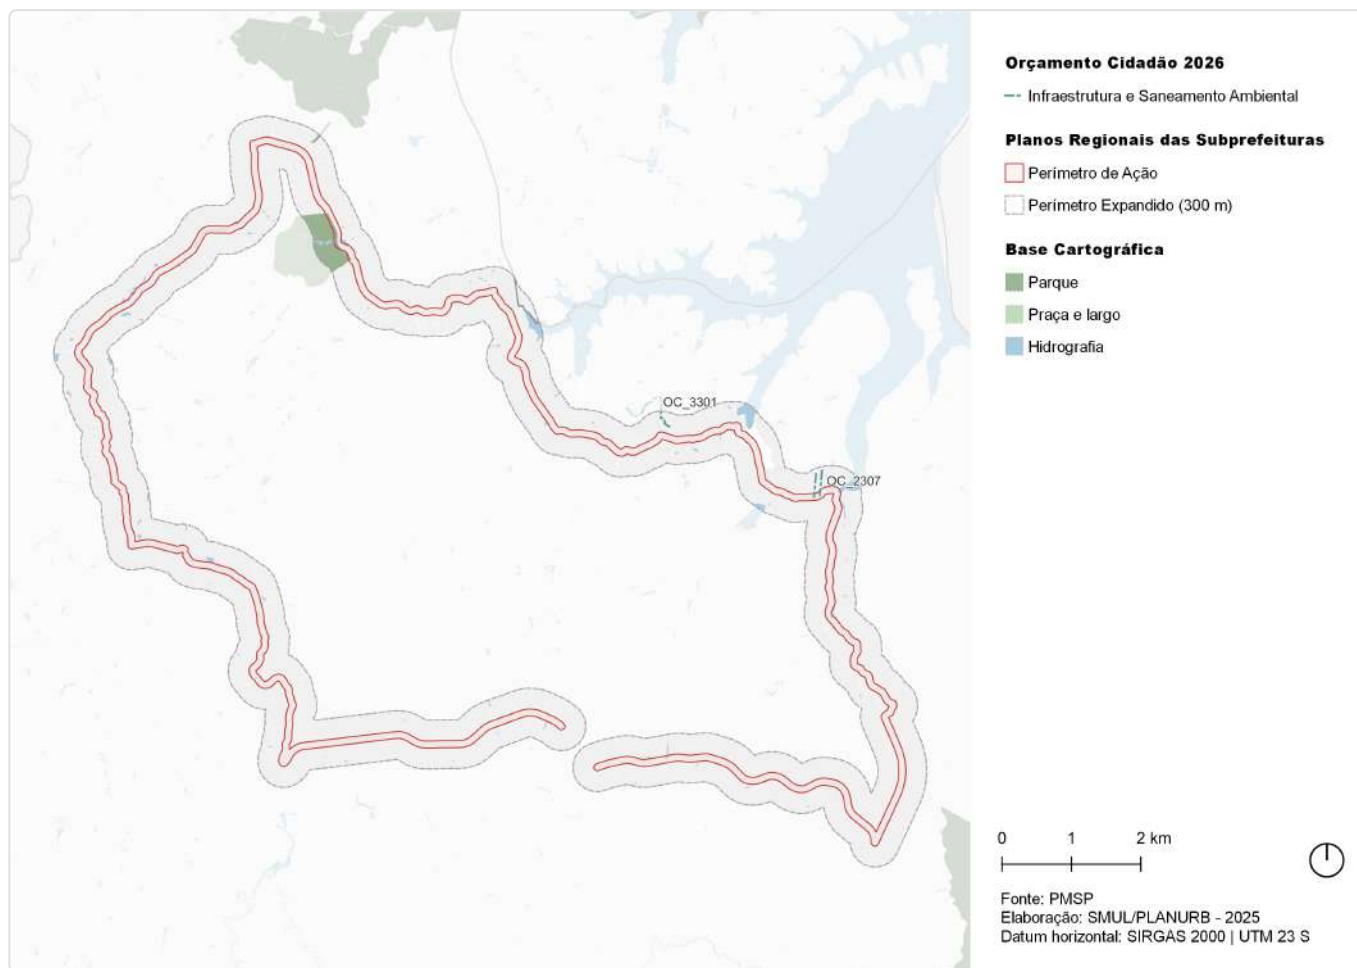 Orçamento Cidadão 2026
Infraestrutura e Saneamento Ambiental
Planos Regionais das Subprefeituras
Perímetro de Ação
Perímetro Expandido (300 m)
Base Cartográfica
Parque
Praça e largo
Hidrografia
OC_3301
OC_2307
0 1 2 km
Fonte: PMSP
Elaboração: SMUL/PLANURB - 2025
Datum horizontal: SIRGAS 2000 | UTM 23 S